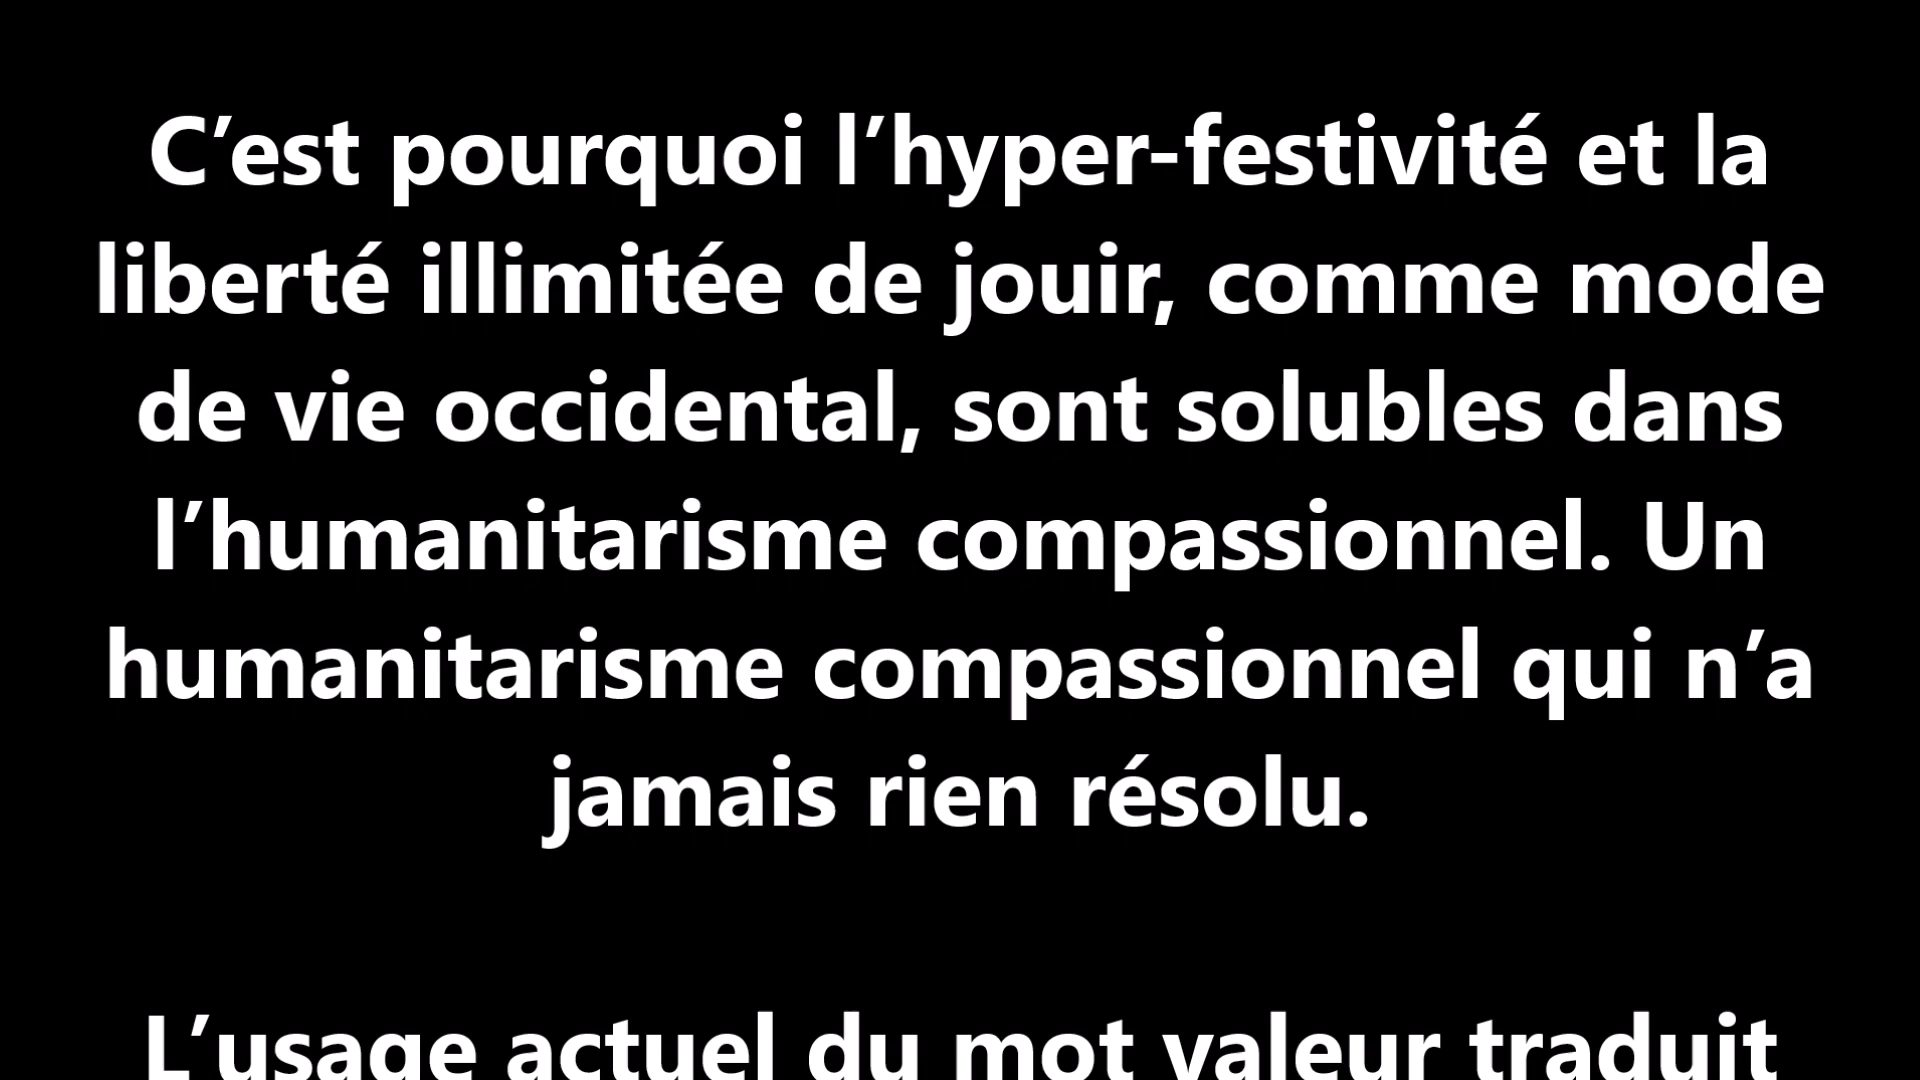 C’est pourquoi l’hyper-festivité et la
liberté illimitée de jouir, comme mode
de vie occidental, sont solubles dans
l’humanitarisme compassionnel. Un
humanitarisme compassionnel qui n’a
jamais rien résolu.
L’usage actuel du mot valeur traduit